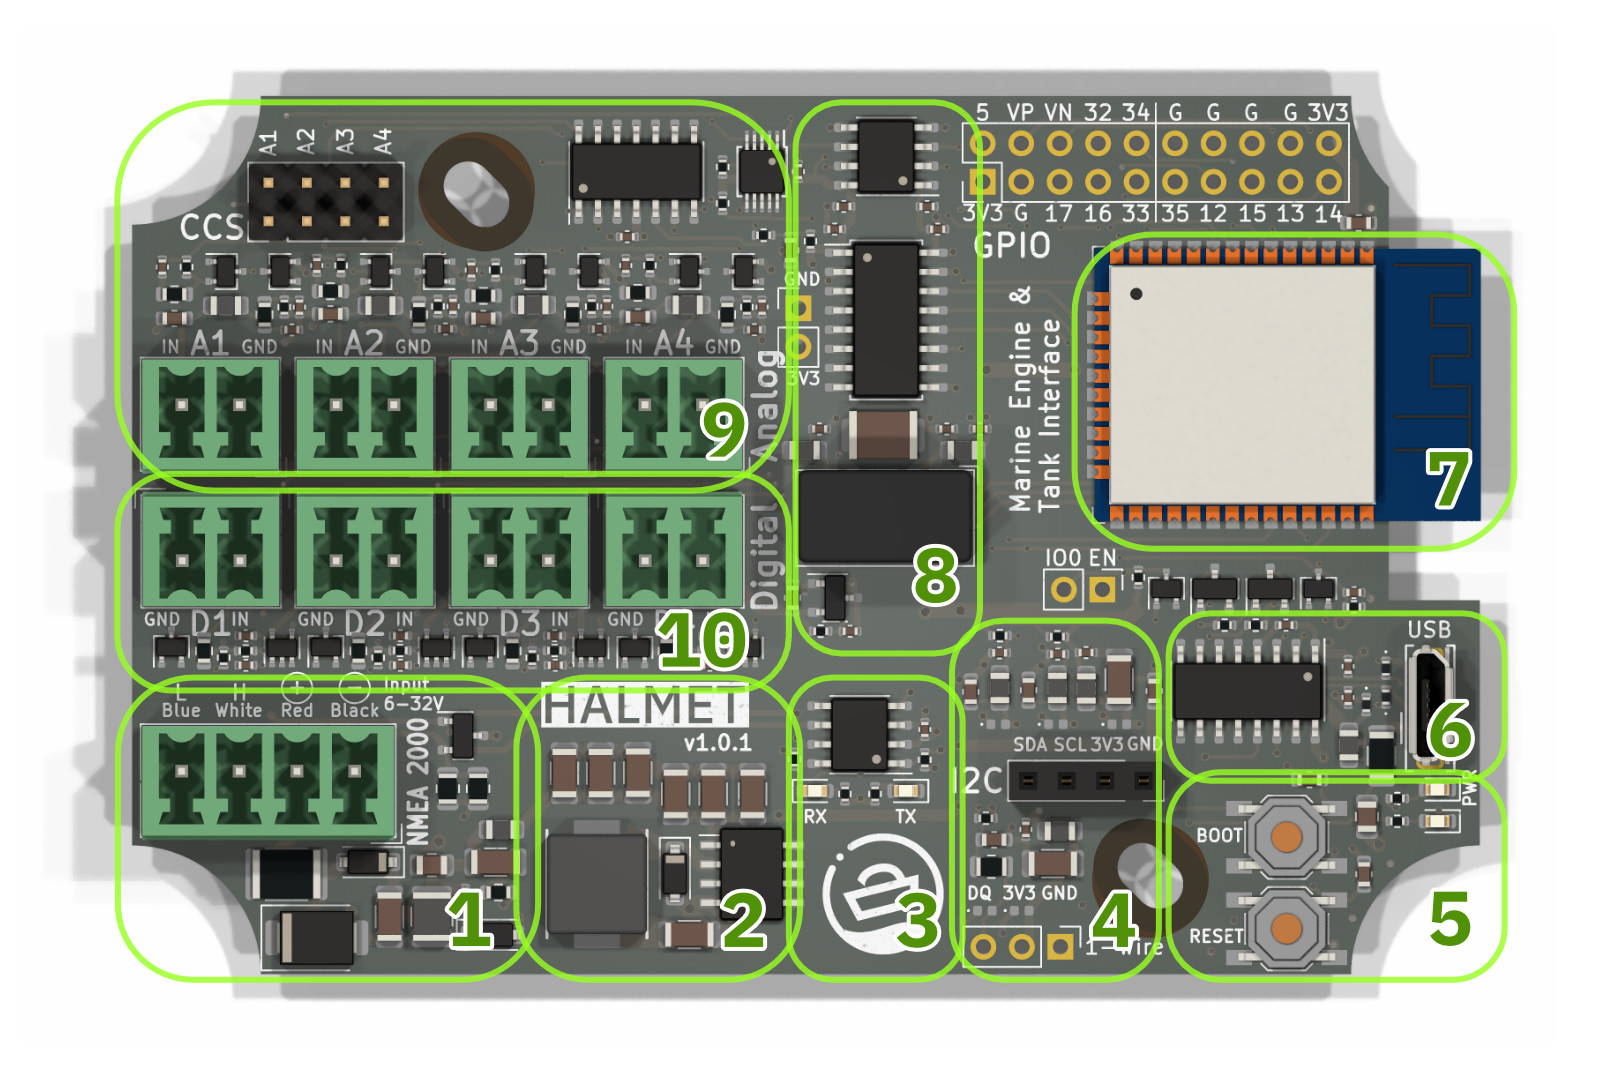 5 VP VN 32 34 G G G G 3V3
A1 A2 A3 A4
3V3 G 17 16 33 35 12 15 13 14
CCS
GPIO
GND
3V3
Marine Engine &
Tank Interface
IN A1 GND IN A2 GND IN A3 GND IN A4 GND
Analog
9
7
Digital
8
IO0 EN
GND D1 IN GND D2 IN GND D3 IN GND
10
USB
L H + − Input
Blue White Red Black 6-32V
HALMET
v1.0.1
NMEA 2000
6
SDA SCL 3V3 GND
I2C
PWR
RX TX
BOOT
DQ 3V3 GND
1 2 3 4 5
RESET
1-Wire